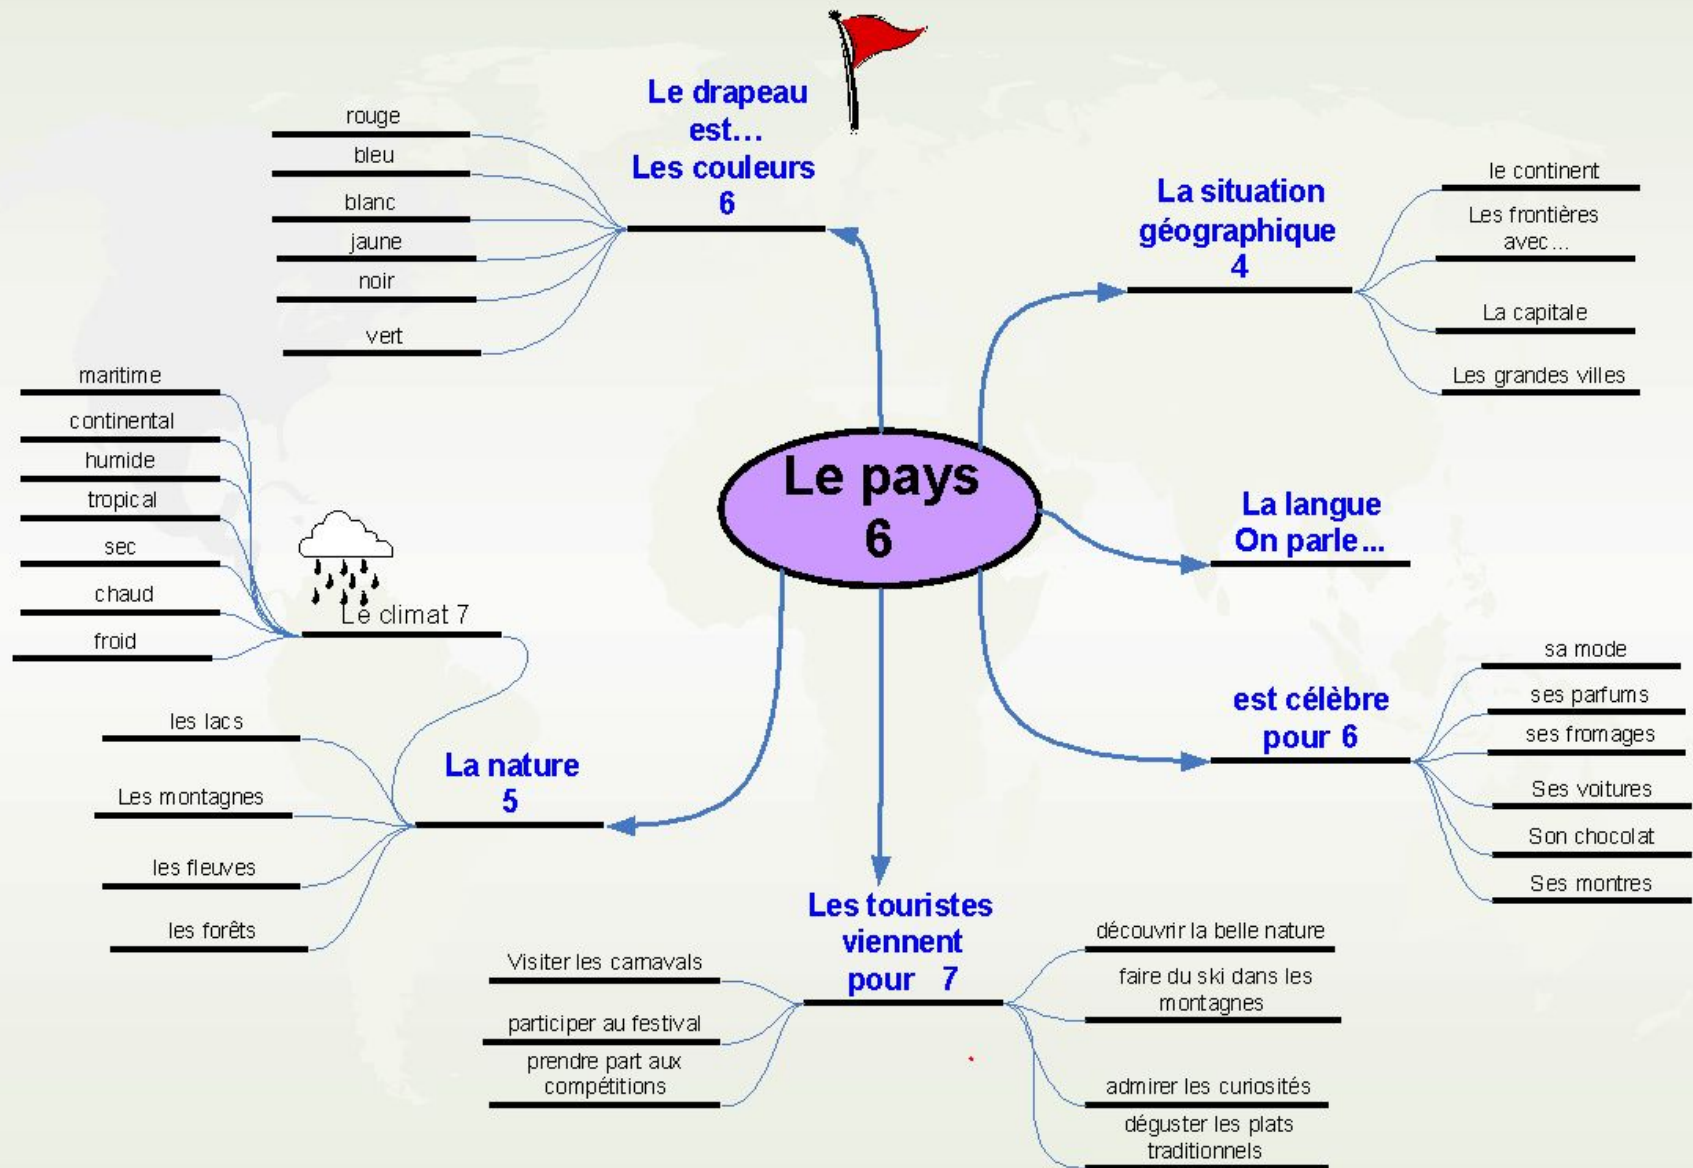 Le drapeau
est...
Les couleurs
6
rouge
bleu
blanc
jaune
noir
vert
La situation
géographique
4
le continent
Les frontières
avec...
La capitale
Les grandes villes
Le pays
6
La langue
On parle...
est célèbre
pour 6
sa mode
ses parfums
ses fromages
Ses voitures
Son chocolat
Ses montres
maritime
continental
humide
tropical
sec
chaud
froid
Le climat 7
La nature
5
les lacs
Les montagnes
les fleuves
les forêts
Les touristes
viennent
pour 7
Visiter les carnavals
participer au festival
prendre part aux
compétitions
découvrir la belle nature
faire du ski dans les
montagnes
admirer les curiosités
déguster les plats
traditionnels